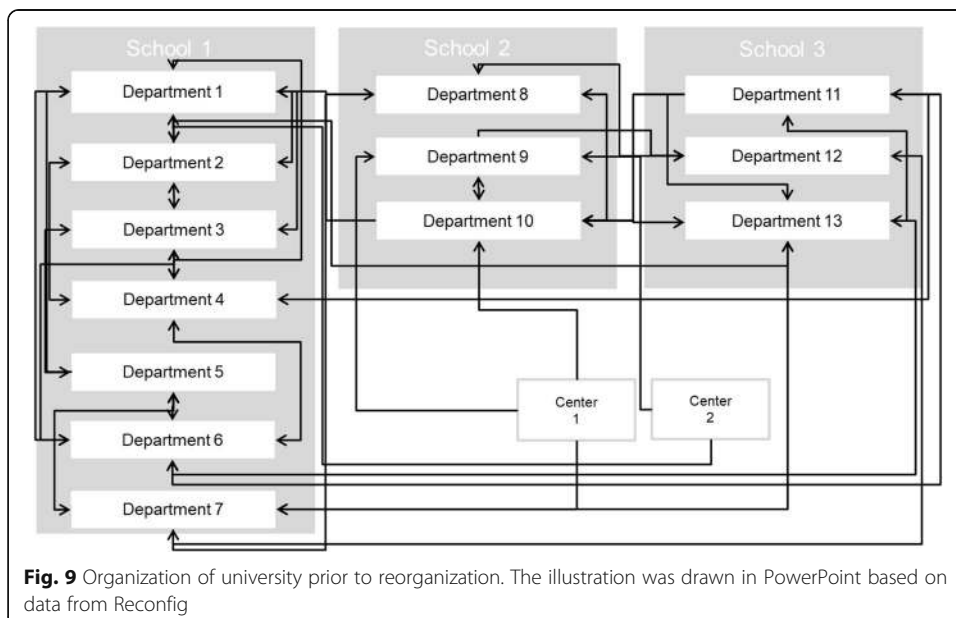 School 1
School 2
School 3
Department 1
Department 2
Department 3
Department 4
Department 5
Department 6
Department 7
Department 8
Department 9
Department 10
Department 11
Department 12
Department 13
Center
1
Center
2
Fig. 9 Organization of university prior to reorganization. The illustration was drawn in PowerPoint based on
data from Reconfig